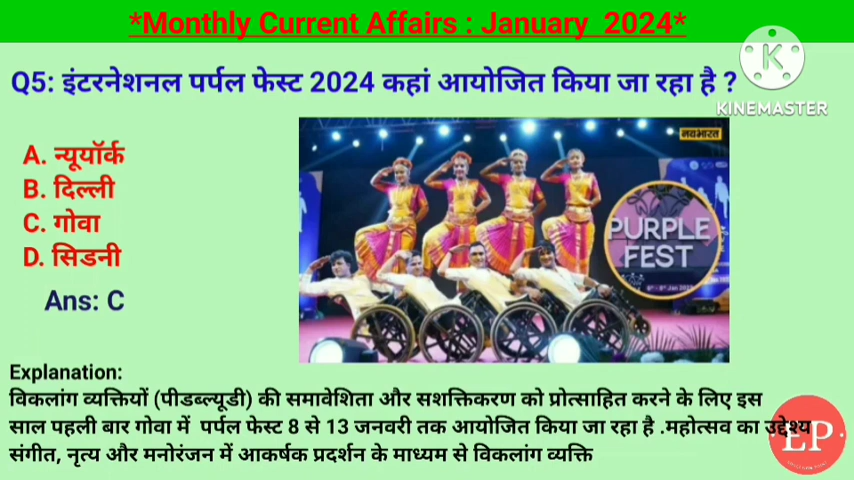 *Monthly Current Affairs : January 2024*
Q5: इंटरनेशनल पर्पल फेस्ट 2024 कहां आयोजित किया जा रहा है ?
K
KINEMASTER
A. न्यूयॉर्क
B. दिल्ली
C. गोवा
D. सिडनी
Ans: C
नवभारत
PURPLE
FEST
Explanation:
विकलांग व्यक्तियों (पीडब्ल्यूडी) की समावेशिता और सशक्तिकरण को प्रोत्साहित करने के लिए इस
साल पहली बार गोवा में पर्पल फेस्ट 8 से 13 जनवरी तक आयोजित किया जा रहा है .महोत्सव का उद्देश्य
संगीत, नृत्य और मनोरंजन में आकर्षक प्रदर्शन के माध्यम से विकलांग व्यक्ति
EP